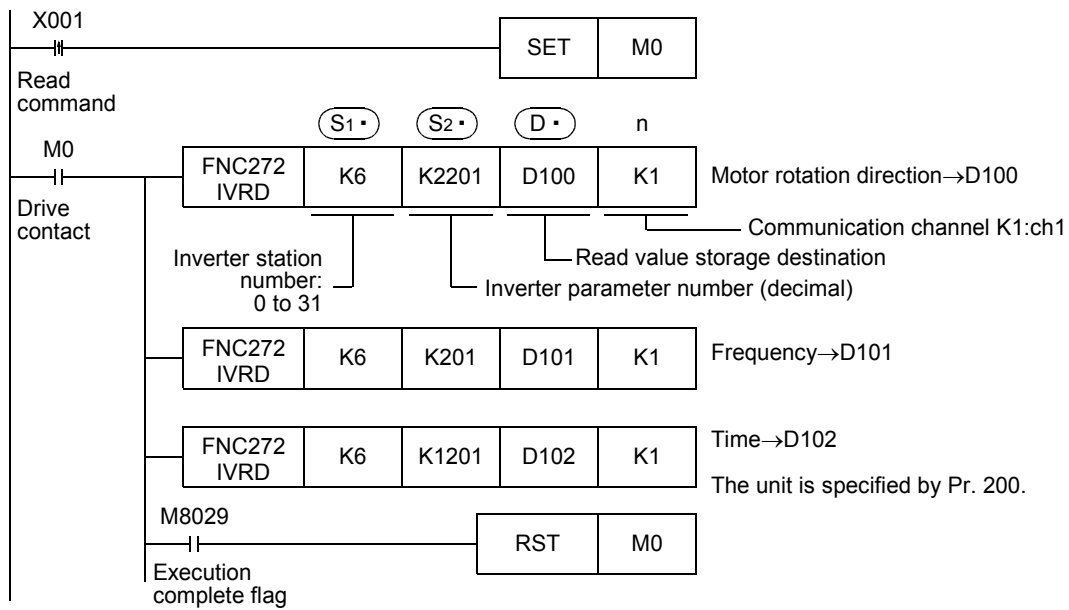 X001
SET M0
Read
command
S1・ S2・ D・ n
M0
FNC272
IVRD K6 K2201 D100 K1 Motor rotation direction→D100
Drive
contact
Communication channel K1:ch1
Read value storage destination
Inverter parameter number (decimal)
Inverter station
number:
0 to 31
FNC272
IVRD K6 K201 D101 K1 Frequency→D101
FNC272
IVRD K6 K1201 D102 K1 Time→D102
The unit is specified by Pr. 200.
M8029
RST M0
Execution
complete flag